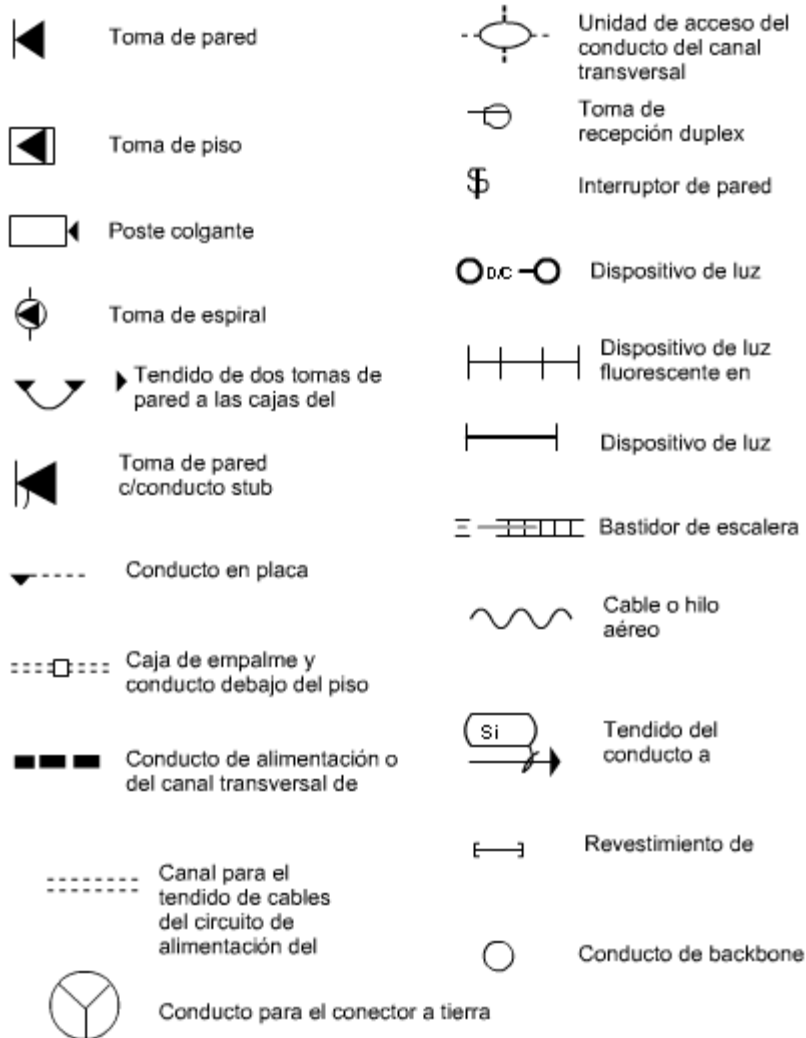 Toma de pared
Toma de piso
Poste colgante
Toma de espiral
Tendido de dos tomas de
pared a las cajas del
Toma de pared
c/conducto stub
Conducto en placa
Caja de empalme y
conducto debajo del piso
Conducto de alimentación o
del canal transversal de
Canal para el
tendido de cables
del circuito de
alimentación del
Conducto para el conector a tierra
Unidad de acceso del
conducto del canal
transversal
Toma de
recepción duplex
$ Interruptor de pared
D/C Dispositivo de luz
Dispositivo de luz
fluorescente en
Dispositivo de luz
Bastidor de escalera
Cable o hilo
aéreo
Si
Tendido del
conducto a
Revestimiento de
Conducto de backbone